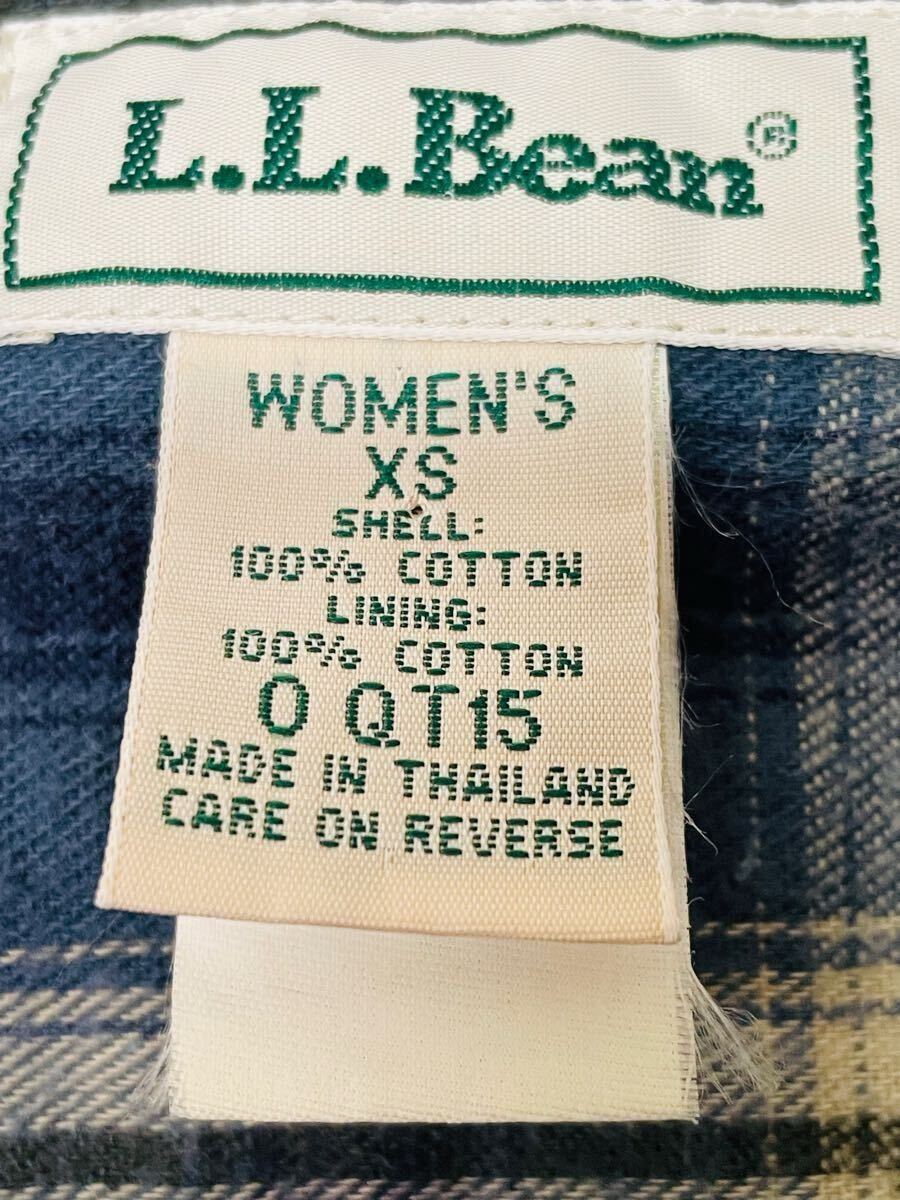 L.L.Bean®
WOMEN'S
XS
SHELL:
100% COTTON
LINING:
100% COTTON
0 QT15
MADE IN THAILAND
CARE ON REVERSE